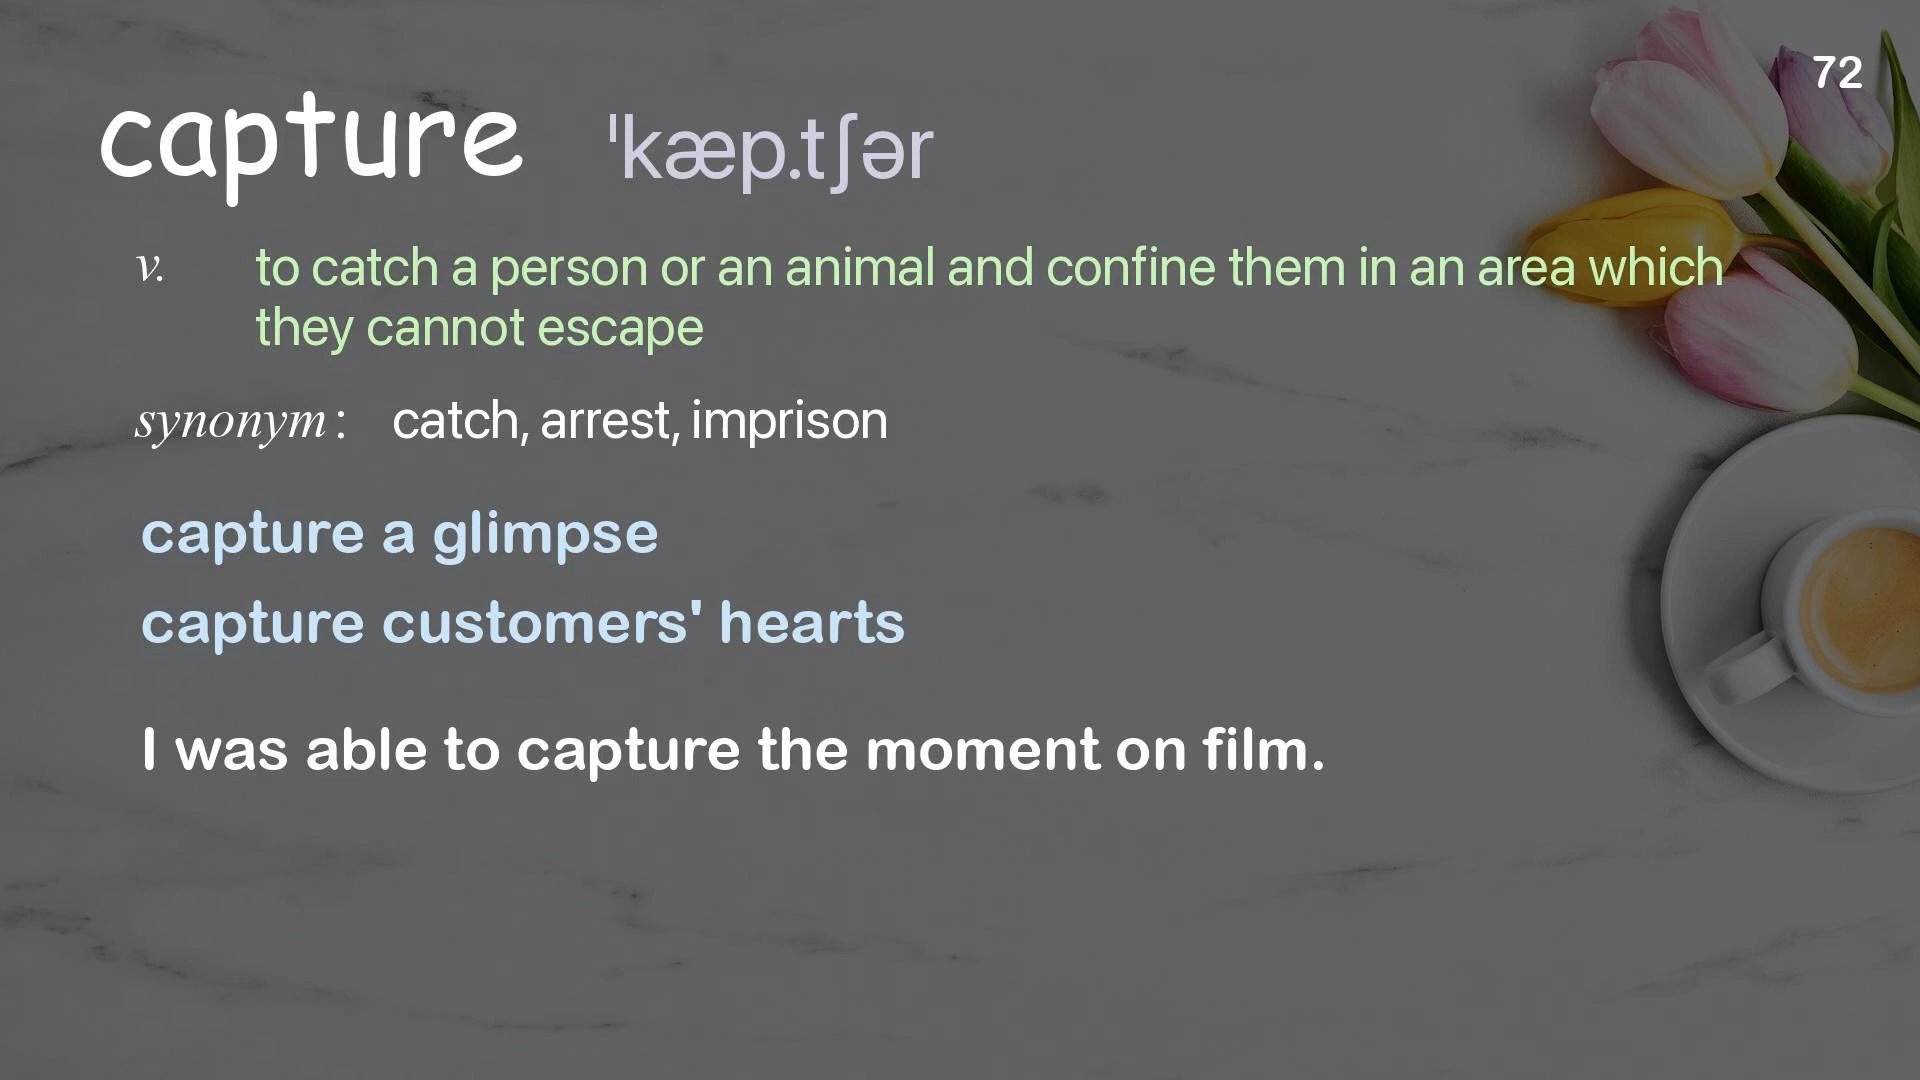 72
capture ˈkæp.tʃər
v. to catch a person or an animal and confine them in an area which
they cannot escape
synonym: catch, arrest, imprison
capture a glimpse
capture customers' hearts
I was able to capture the moment on film.